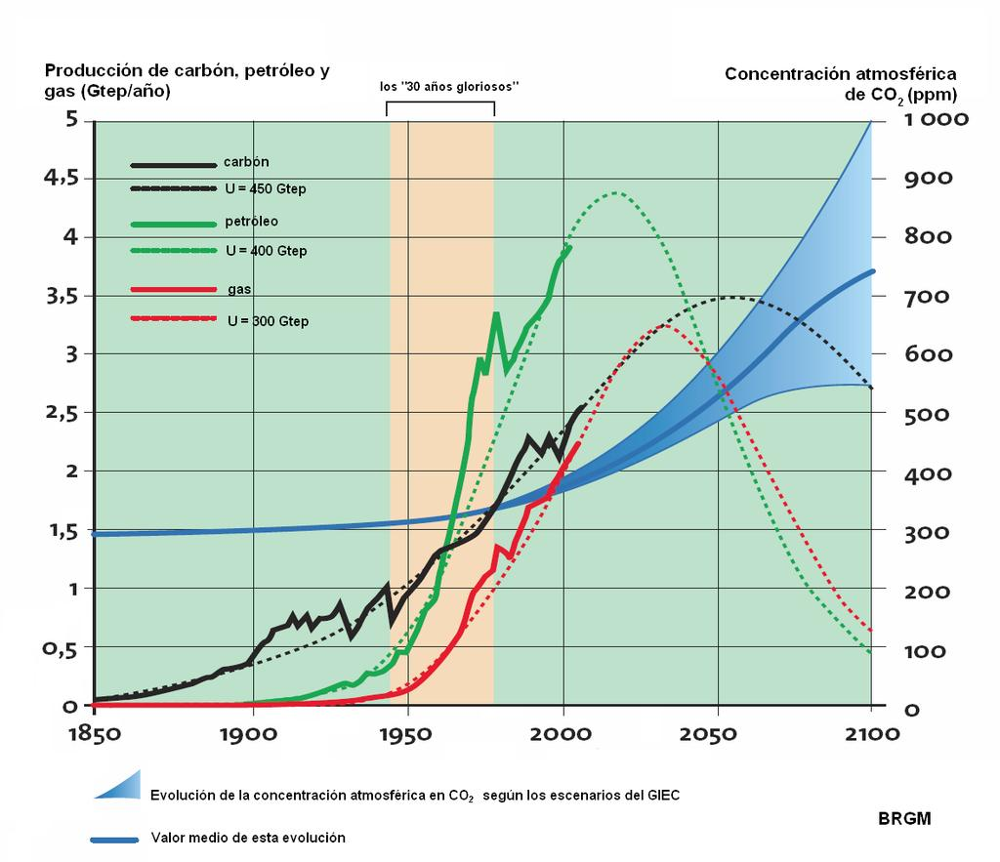 Producción de carbón, petróleo y
gas (Gtep/año)
los "30 años gloriosos"
Concentración atmosférica
de CO2 (ppm)
5
4,5
4
3,5
3
2,5
2
1,5
1
0,5
0
carbón
U = 450 Gtep
petróleo
U = 400 Gtep
gas
U = 300 Gtep
1 000
900
800
700
600
500
400
300
200
100
0
1850 1900 1950 2000 2050 2100
Evolución de la concentración atmosférica en CO2 según los escenarios del GIEC
BRGM
Valor medio de esta evolución